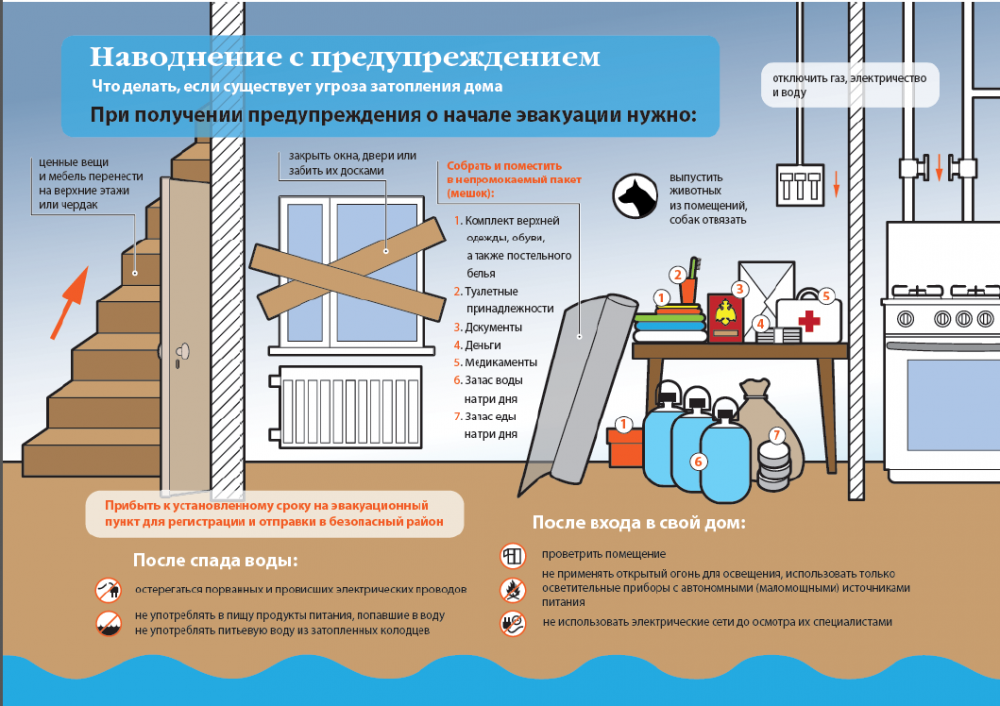 Наводнение с предупреждением
Что делать, если существует угроза затопления дома
При получении предупреждения о начале эвакуации нужно:
отключить газ, электричество
и воду
ценные вещи
и мебель перенести
на верхние этажи
или чердак
закрыть окна, двери или
забить их досками
Собрать и поместить
в непромокаемый пакет
(мешок):
1. Комплект верхней
одежды, обуви,
а также постельного
белья
2. Туалетные
принадлежности
3. Документы
4. Деньги
5. Медикаменты
6. Запас воды
на три дня
7. Запас еды
на три дня
выпустить
животных
из помещений,
собак отвязать
1
2
3
4
5
1
6
7
Прибыть к установленному сроку на эвакуационный
пункт для регистрации и отправки в безопасный район
После спада воды:
остерегаться порванных и провисших электрических проводов
не употреблять в пищу продукты питания, попавшие в воду
не употреблять питьевую воду из затопленных колодцев
После входа в свой дом:
проветрить помещение
не применять открытый огонь для освещения, использовать только
осветительные приборы с автономными (маломощными) источниками
питания
не использовать электрические сети до осмотра их специалистами